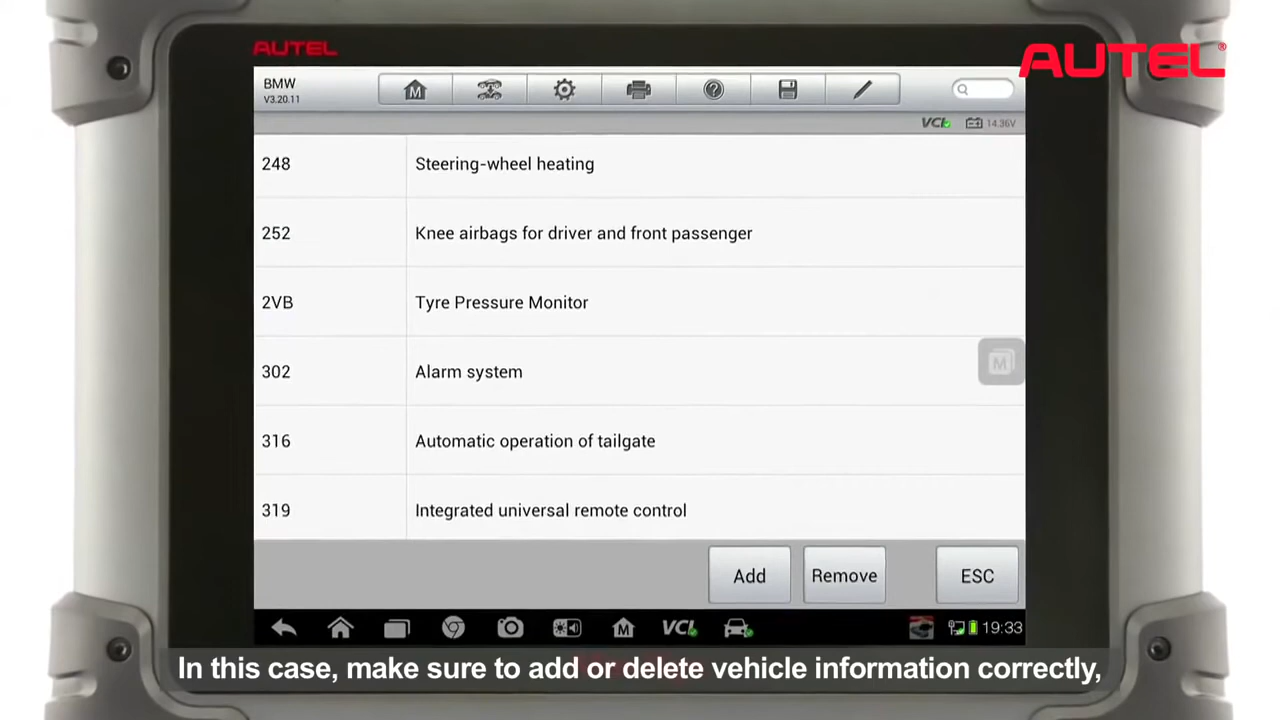 AUTEL
AUTEL®
BMW
V3.20.11
M
VCI
14.36V
248 Steering-wheel heating
252 Knee airbags for driver and front passenger
2VB Tyre Pressure Monitor
302 Alarm system
M
316 Automatic operation of tailgate
319 Integrated universal remote control
Add Remove ESC
M VCI 19:33
In this case, make sure to add or delete vehicle information correctly,